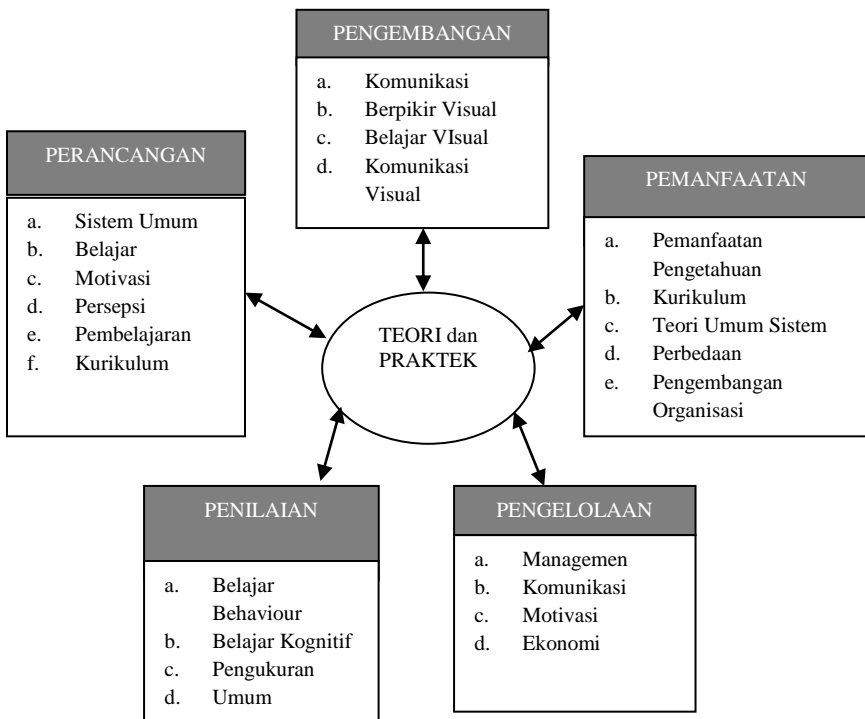 PENGEMBANGAN
a. Komunikasi
b. Berpikir Visual
c. Belajar VIsual
d. Komunikasi
Visual
PERANCANGAN
a. Sistem Umum
b. Belajar
c. Motivasi
d. Persepsi
e. Pembelajaran
f. Kurikulum
PEMANFAATAN
a. Pemanfaatan
Pengetahuan
b. Kurikulum
c. Teori Umum Sistem
d. Perbedaan
e. Pengembangan
Organisasi
TEORI dan
PRAKTEK
PENILAIAN
a. Belajar
Behaviour
b. Belajar Kognitif
c. Pengukuran
d. Umum
PENGELOLAAN
a. Managemen
b. Komunikasi
c. Motivasi
d. Ekonomi